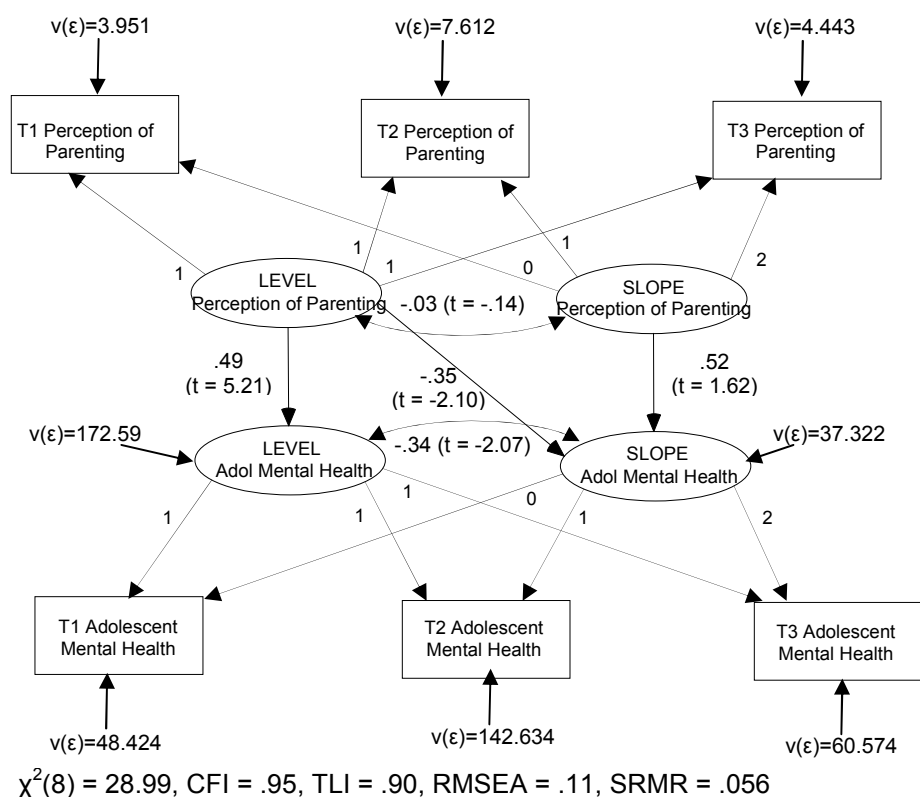 v(ε)=3.951
v(ε)=7.612
v(ε)=4.443
T1 Perception of
Parenting
T2 Perception of
Parenting
T3 Perception of
Parenting
1
1
1
0
1
2
LEVEL
Perception of Parenting
-.03 (t = -.14)
SLOPE
Perception of Parenting
.49
(t = 5.21)
-.35
(t = -2.10)
.52
(t = 1.62)
v(ε)=172.59
LEVEL
Adol Mental Health
-.34 (t = -2.07)
SLOPE
Adol Mental Health
v(ε)=37.322
1
1
1
0
1
2
T1 Adolescent
Mental Health
T2 Adolescent
Mental Health
T3 Adolescent
Mental Health
v(ε)=48.424
v(ε)=142.634
v(ε)=60.574
χ²(8) = 28.99, CFI = .95, TLI = .90, RMSEA = .11, SRMR = .056